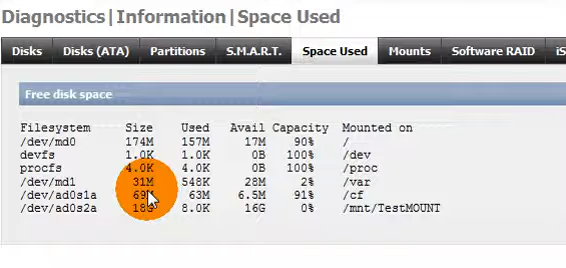 Diagnostics|Information|Space Used
Disks Disks (ATA) Partitions S.M.A.R.T. Space Used Mounts Software RAID
Free disk space
Filesystem Size Used Avail Capacity Mounted on
/dev/md0 174M 157M 17M 90% /
devfs 1.0K 1.0K 0B 100% /dev
procfs 4.0K 4.0K 0B 100% /proc
/dev/md1 31M 548K 28M 2% /var
/dev/ad0s1a 63M 6.5M 91% /cf
/dev/ad0s2a 8.0K 16G 0% /mnt/TestMOUNT